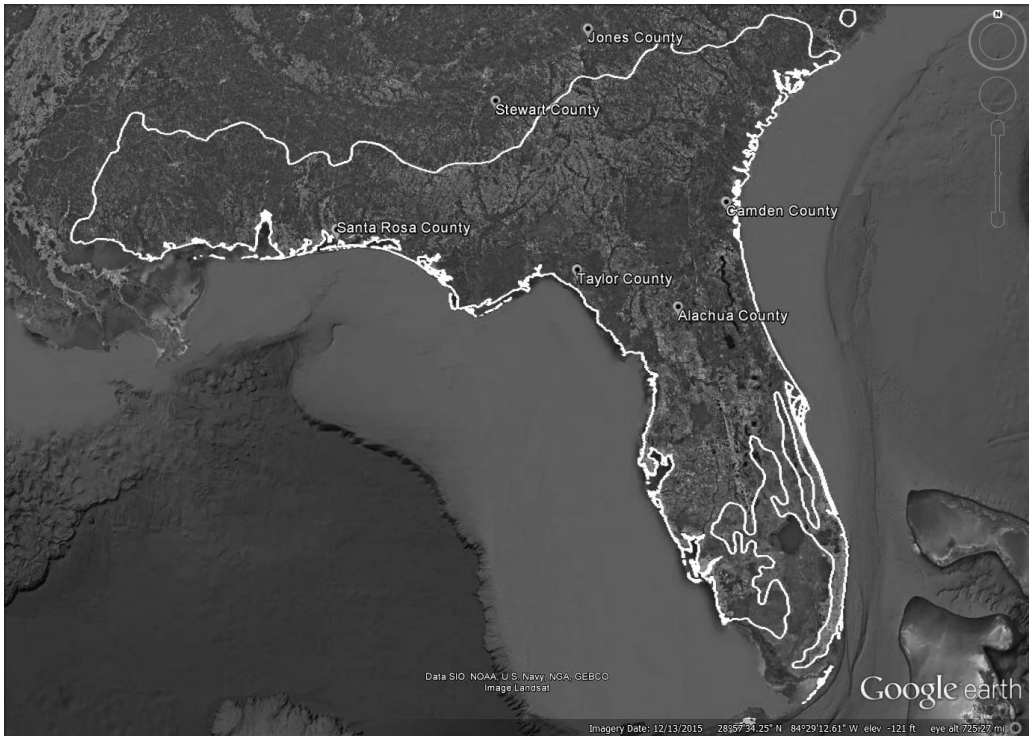 N
Jones County
Stewart County
Camden County
Santa Rosa County
Taylor County
Alachua County
Data SIO, NOAA, U.S. Navy, NGA, GEBCO
Image Landsat
Google earth
Imagery Date: 12/13/2015 28°57'34.25" N 84°29'12.61" W elev -121 ft eye alt 725.27 mi